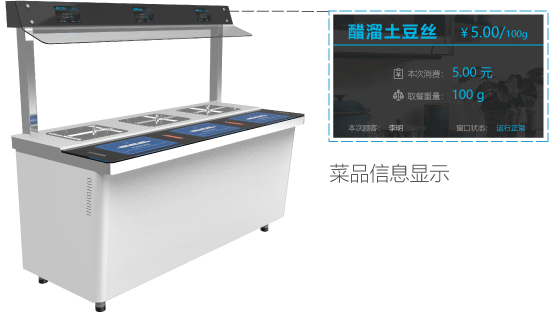 醋溜土豆丝 ￥5.00/100g
本次消费： 5.00 元
取餐重量： 100 g
本次顾客： 李明 窗口状态： 运行正常
菜品信息显示